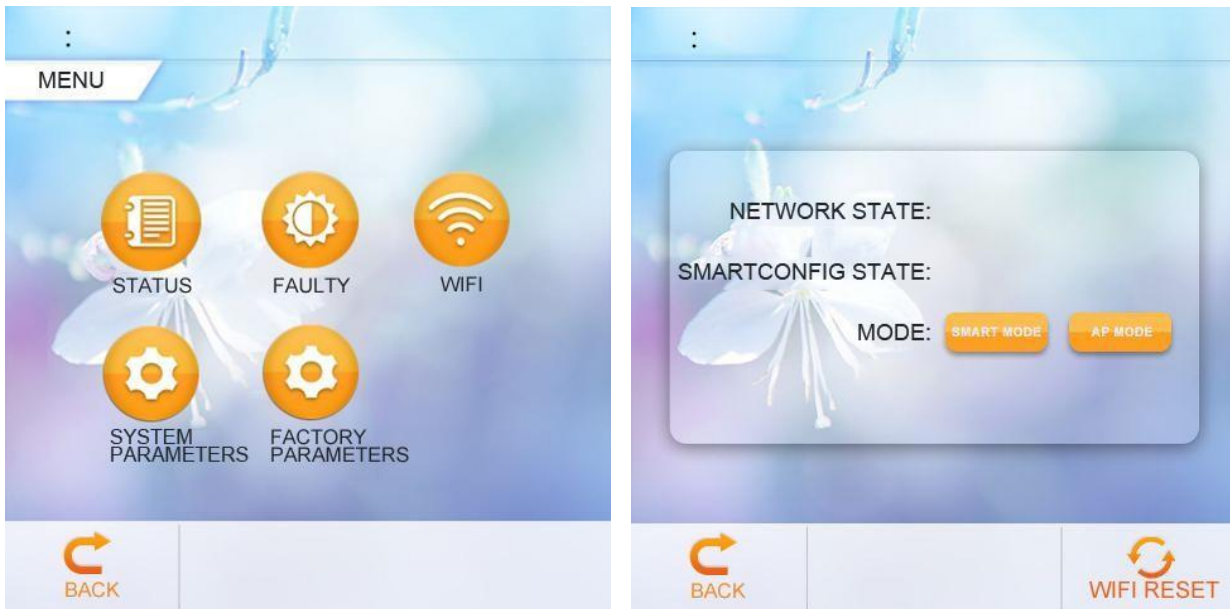 :
MENU
STATUS
FAULTY
WIFI
SYSTEM
PARAMETERS
FACTORY
PARAMETERS
BACK
:
NETWORK STATE:
SMARTCONFIG STATE:
MODE: SMART MODE AP MODE
BACK
WIFI RESET